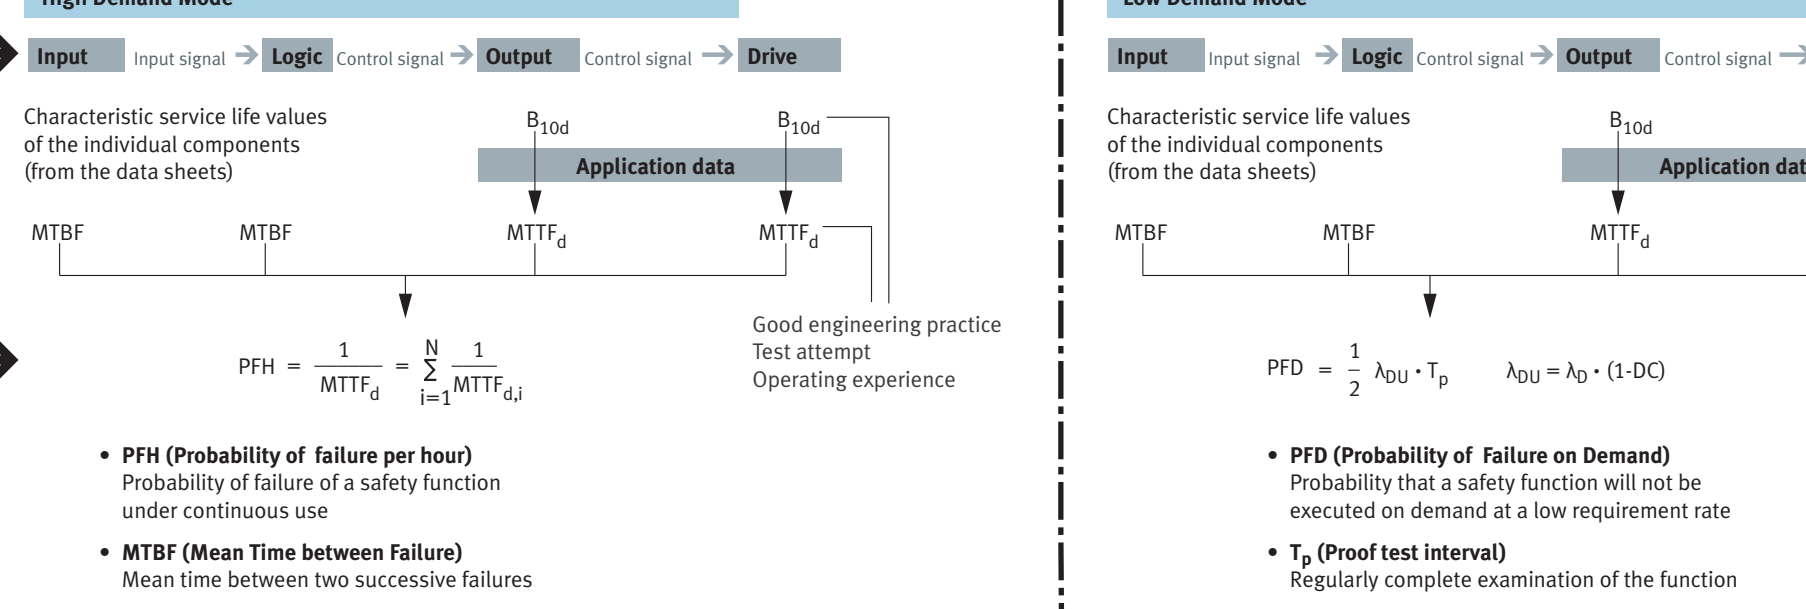 High Demand Mode
Input Input signal Logic Control signal Output Control signal Drive
Characteristic service life values
of the individual components
(from the data sheets)
B10d B10d
Application data
MTBF MTBF MTTFd MTTFd
Good engineering practice
Test attempt
Operating experience
PFH = 1 / MTTFd = N Σ i=1 1 / MTTFd,i
• PFH (Probability of failure per hour)
Probability of failure of a safety function
under continuous use
• MTBF (Mean Time between Failure)
Mean time between two successive failures
Low Demand Mode
Input Input signal Logic Control signal Output Control signal
Characteristic service life values
of the individual components
(from the data sheets)
B10d
Application dat
MTBF MTBF MTTFd
PFD = 1 / 2 λDU · Tp λDU = λD · (1-DC)
• PFD (Probability of Failure on Demand)
Probability that a safety function will not be
executed on demand at a low requirement rate
• Tp (Proof test interval)
Regularly complete examination of the function